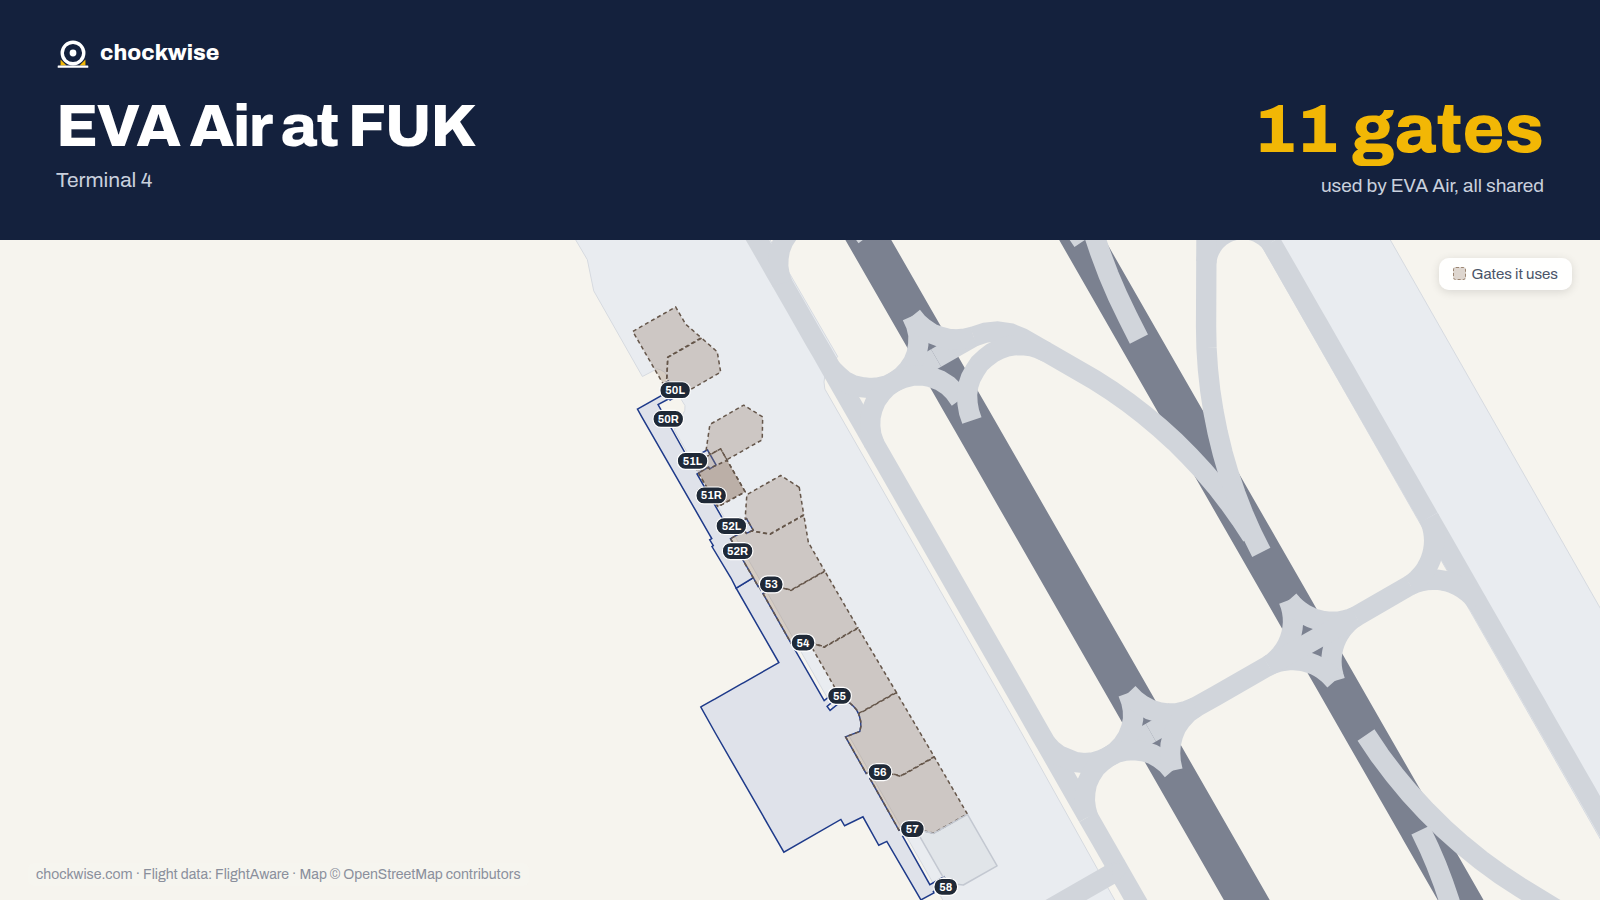 chockwise
EVA Air at FUK
Terminal 4
11 gates
used by EVA Air, all shared
Gates it uses
50L
50R
51L
51R
52L
52R
53
54
55
56
57
58
chockwise.com · Flight data: FlightAware · Map © OpenStreetMap contributors